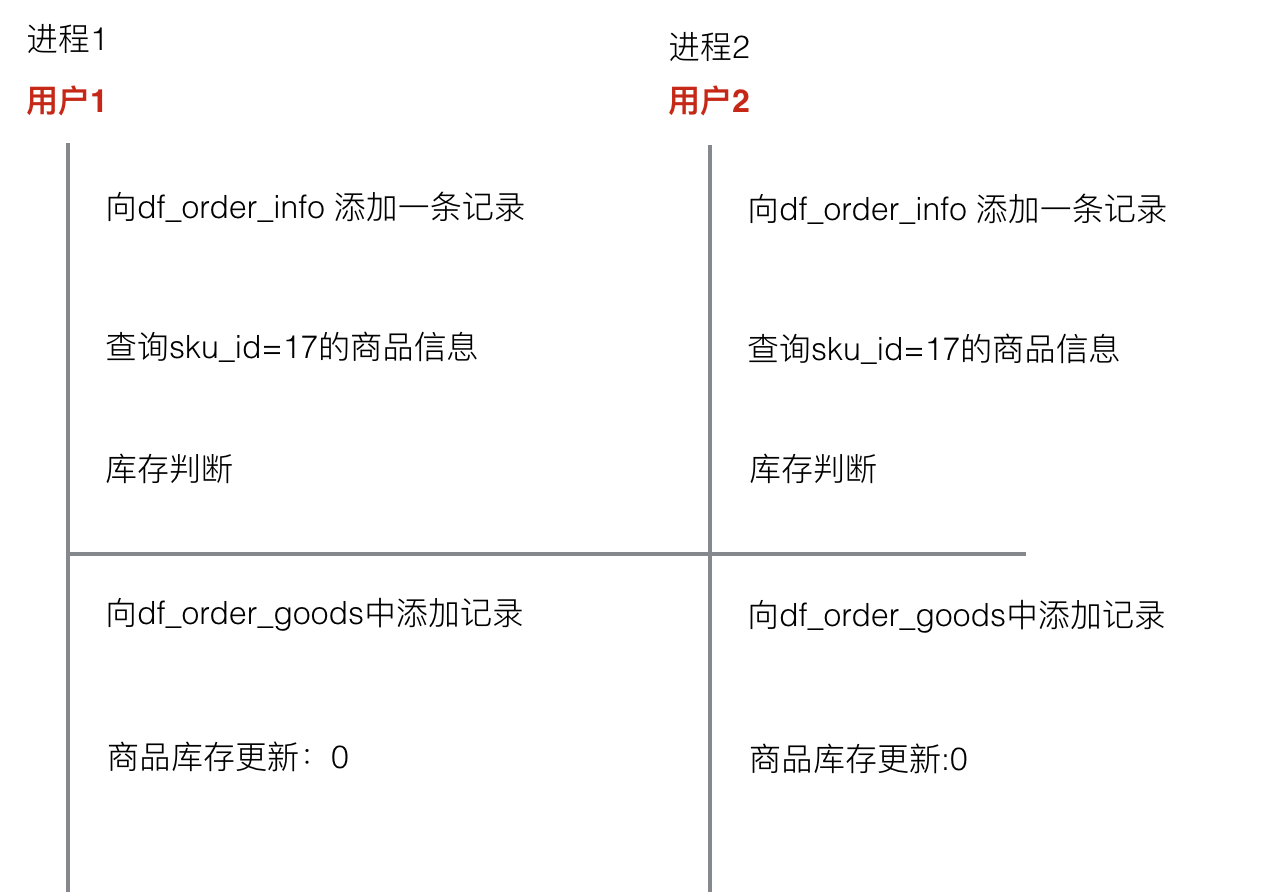 进程1
用户1
向df_order_info 添加一条记录
查询sku_id=17的商品信息
库存判断
向df_order_goods中添加记录
商品库存更新：0
进程2
用户2
向df_order_info 添加一条记录
查询sku_id=17的商品信息
库存判断
向df_order_goods中添加记录
商品库存更新:0